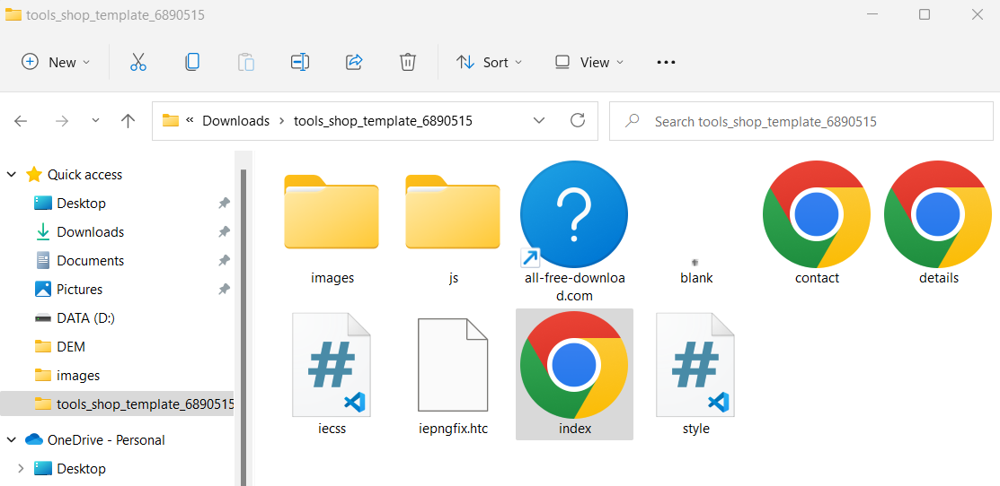 tools_shop_template_6890515
New
Sort
View
Downloads
tools_shop_template_6890515
Search tools_shop_template_6890515
Quick access
Desktop
Downloads
Documents
Pictures
DATA (D:)
DEM
images
tools_shop_template_6890515
OneDrive - Personal
Desktop
images
js
all-free-downloa
d.com
blank
contact
details
iecss
iepngfix.htc
index
style